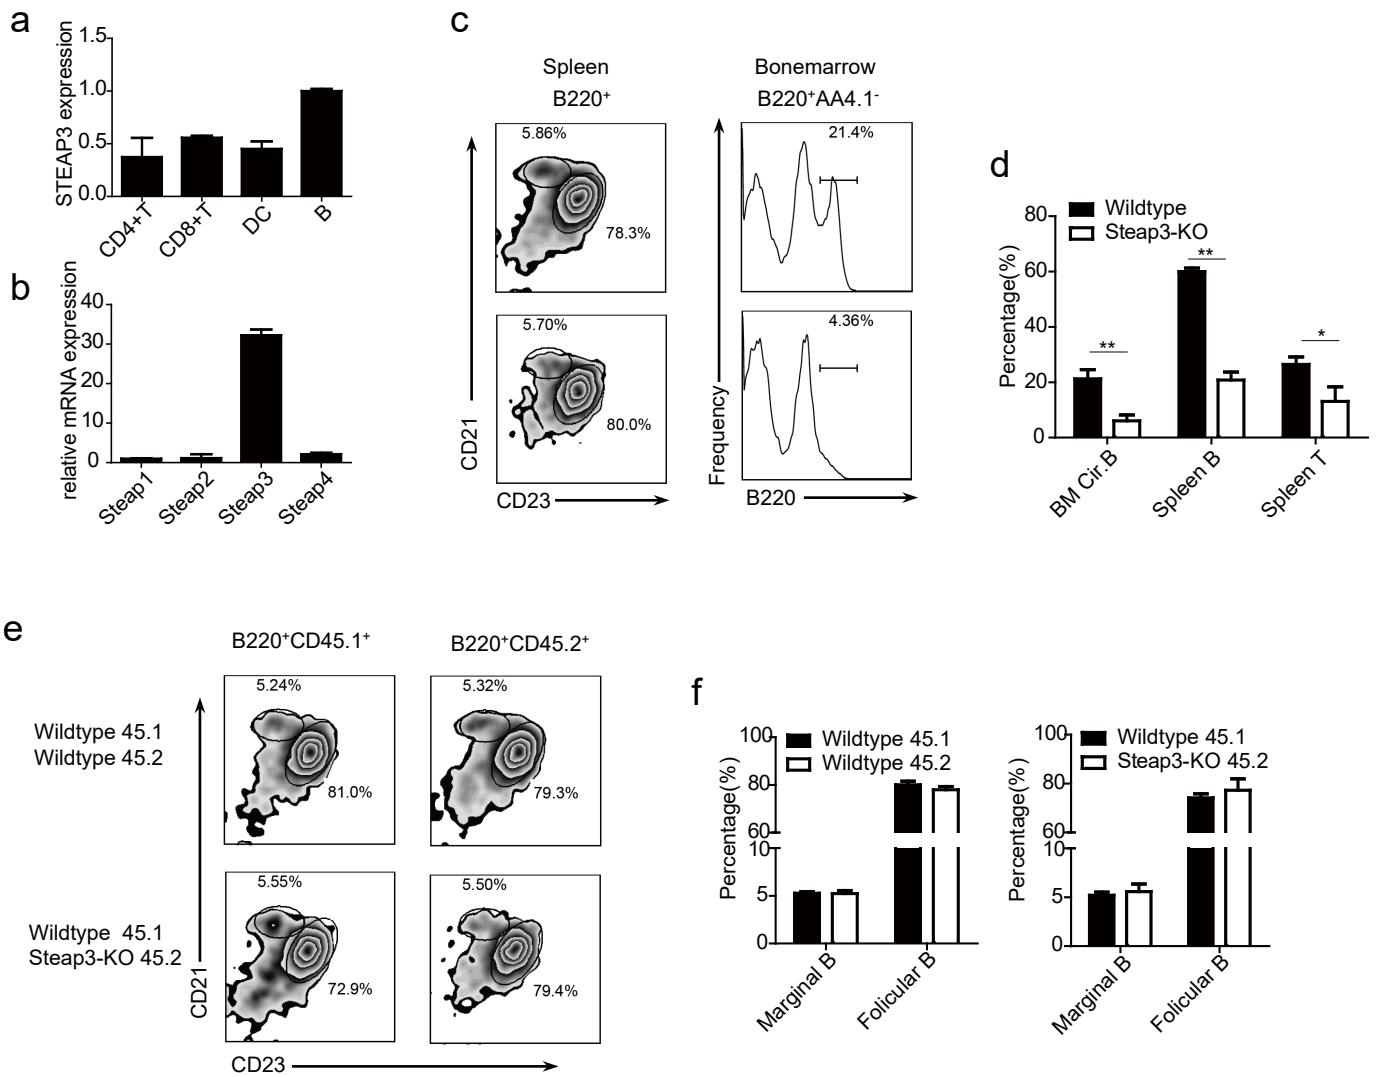 a
STEAP3 expression
1.5
1.0
0.5
0.0
CD4+T
CD8+T
DC
B
b
relative mRNA expression
40
30
20
10
0
Steap1
Steap2
Steap3
Steap4
c
Spleen
B220+
Bonemarrow
B220+AA4.1-
5.86%
78.3%
21.4%
5.70%
80.0%
4.36%
CD21
CD23
Frequency
B220
d
Wildtype
Steap3-KO
Percentage(%)
80
60
40
20
0
**
**
*
BM Cir.B
Spleen B
Spleen T
e
B220+CD45.1+
B220+CD45.2+
Wildtype 45.1
Wildtype 45.2
5.24%
81.0%
5.32%
79.3%
Wildtype 45.1
Steap3-KO 45.2
5.55%
72.9%
5.50%
79.4%
CD21
CD23
f
Wildtype 45.1
Wildtype 45.2
Percentage(%)
100
80
60
10
5
0
Marginal B
Folicular B
Wildtype 45.1
Steap3-KO 45.2
Percentage(%)
100
80
60
10
5
0
Marginal B
Folicular B